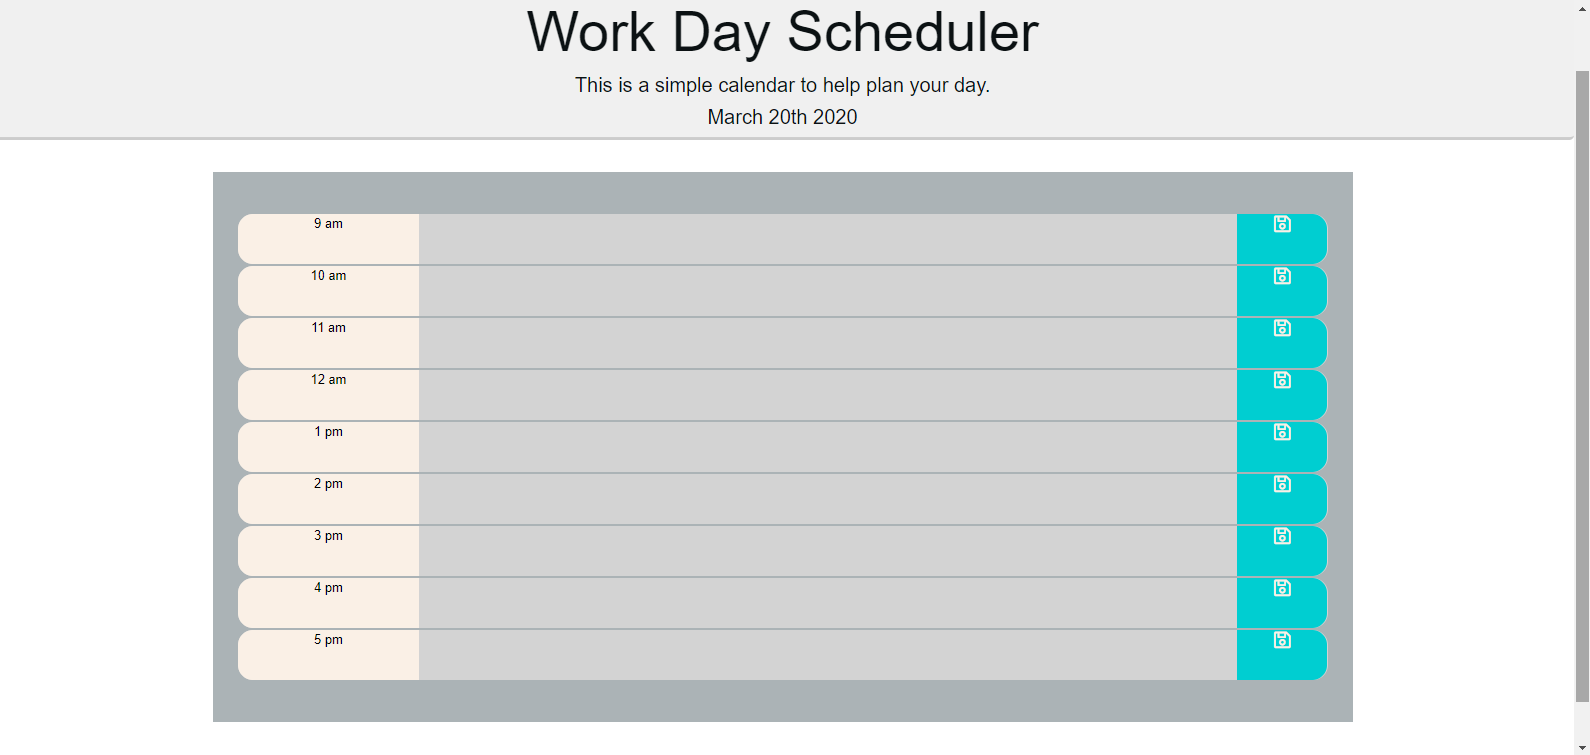 Work Day Scheduler
This is a simple calendar to help plan your day.
March 20th 2020
9 am
10 am
11 am
12 am
1 pm
2 pm
3 pm
4 pm
5 pm